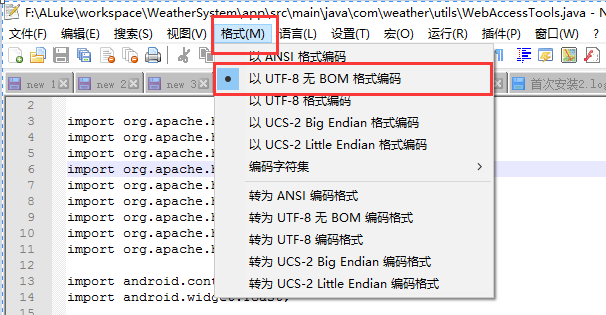 F:\ALuke\workspace\WeatherSystem\app\src\main\java\com\weather\utils\WebAccessTools.java - N
文件(F) 编辑(E) 搜索(S) 视图(V) 格式(M) 语言(L) 设置(T) 宏(O) 运行(R) 插件(P) 窗口(W) ?
new 1 new 2 new 3 首次安装2.log
以 ANSI 格式编码
以 UTF-8 无 BOM 格式编码
以 UTF-8 格式编码
以 UCS-2 Big Endian 格式编码
以 UCS-2 Little Endian 格式编码
编码字符集
转为 ANSI 编码格式
转为 UTF-8 无 BOM 编码格式
转为 UTF-8 编码格式
转为 UCS-2 Big Endian 编码格式
转为 UCS-2 Little Endian 编码格式
2
3 import org.apache.
4 import org.apache.
5 import org.apache.
6 import org.apache.
7 import org.apache.
8 import org.apache.
9 import org.apache.
10 import org.apache.
11 import org.apache.
12
13 import android.cont
14 import android.widget.